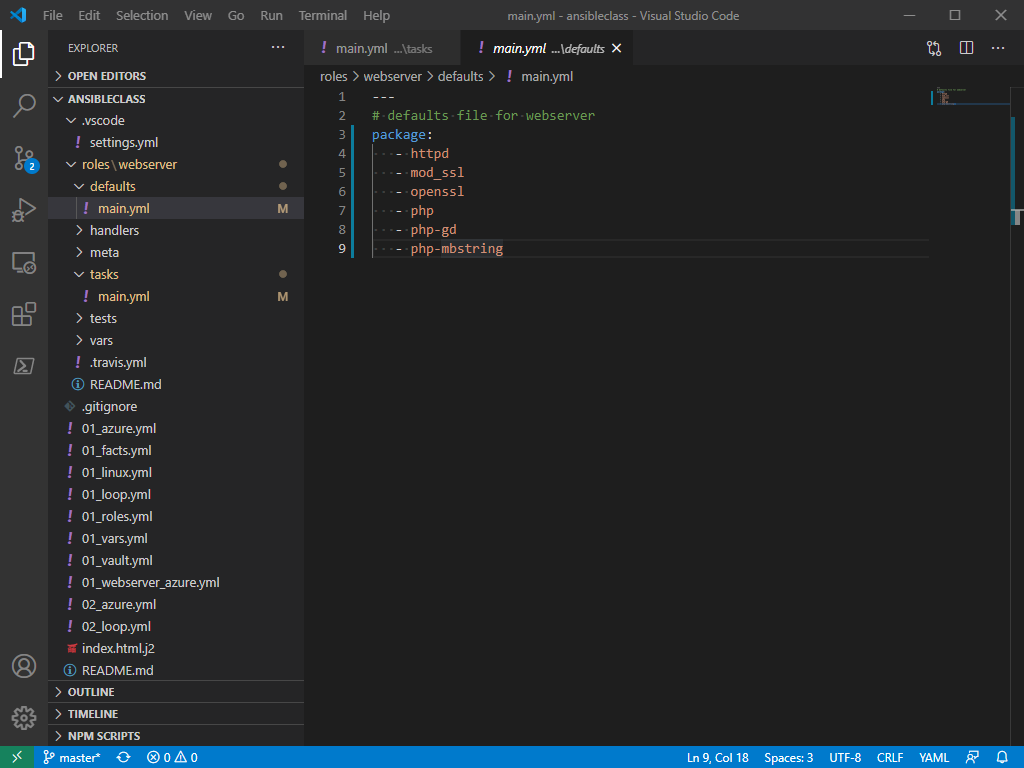 File Edit Selection View Go Run Terminal Help
main.yml - ansibleclass - Visual Studio Code
EXPLORER
OPEN EDITORS
ANSIBLECLASS
.vscode
! settings.yml
roles\webserver
defaults
! main.yml M
handlers
meta
tasks
! main.yml M
tests
vars
! .travis.yml
README.md
.gitignore
! 01_azure.yml
! 01_facts.yml
! 01_linux.yml
! 01_loop.yml
! 01_roles.yml
! 01_vars.yml
! 01_vault.yml
! 01_webserver_azure.yml
! 02_azure.yml
! 02_loop.yml
index.html.j2
README.md
OUTLINE
TIMELINE
NPM SCRIPTS
2
! main.yml ...\tasks
! main.yml ...\defaults
roles > webserver > defaults > ! main.yml
1 ---
2 # defaults file for webserver
3 package:
4 - httpd
5 - mod_ssl
6 - openssl
7 - php
8 - php-gd
9 - php-mbstring
master* 0 0
Ln 9, Col 18 Spaces: 3 UTF-8 CRLF YAML